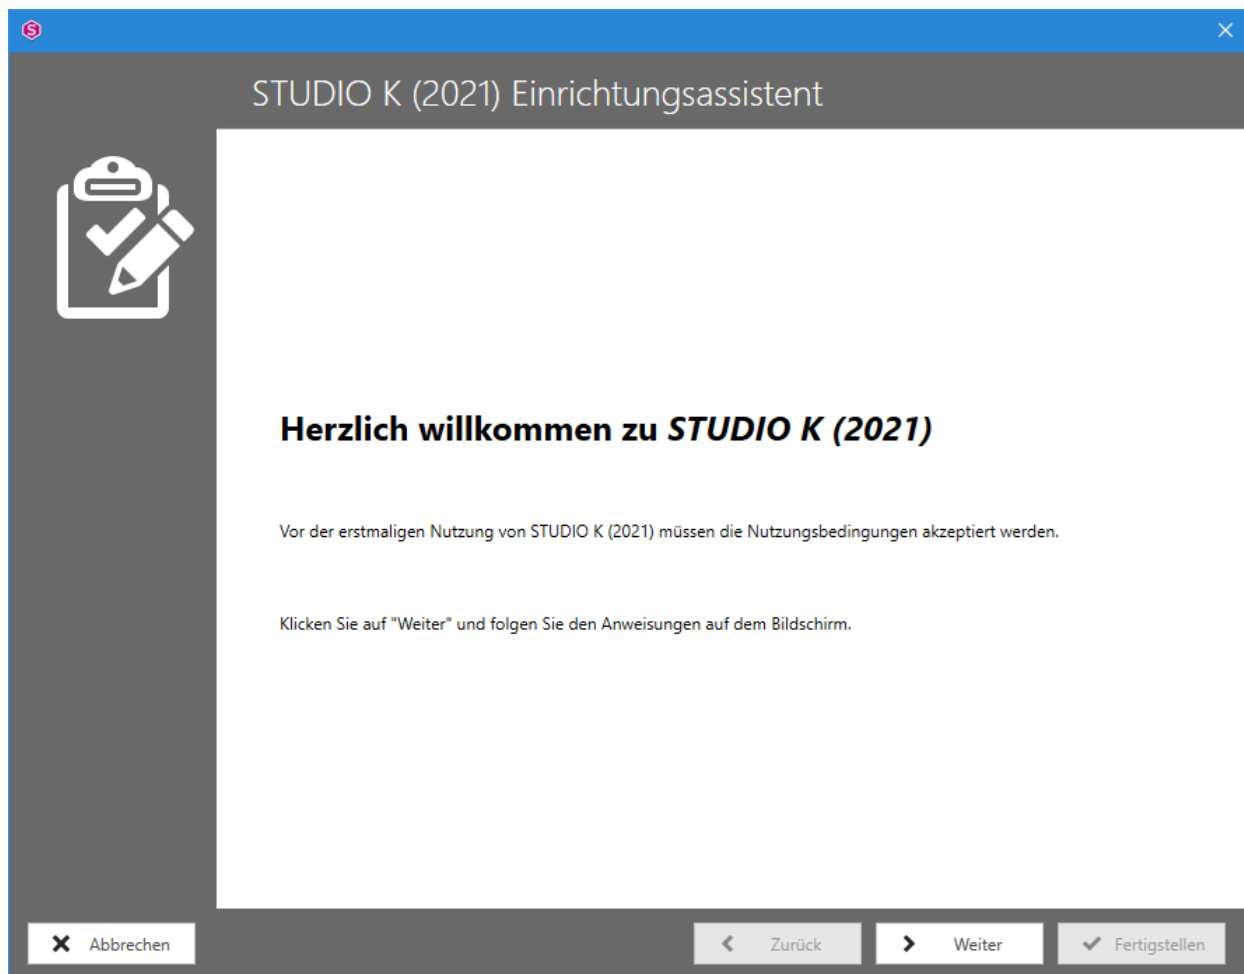 STUDIO K (2021) Einrichtungsassistent
Herzlich willkommen zu STUDIO K (2021)
Vor der erstmaligen Nutzung von STUDIO K (2021) müssen die Nutzungsbedingungen akzeptiert werden.
Klicken Sie auf "Weiter" und folgen Sie den Anweisungen auf dem Bildschirm.
Abbrechen
Zurück
Weiter
Fertigstellen